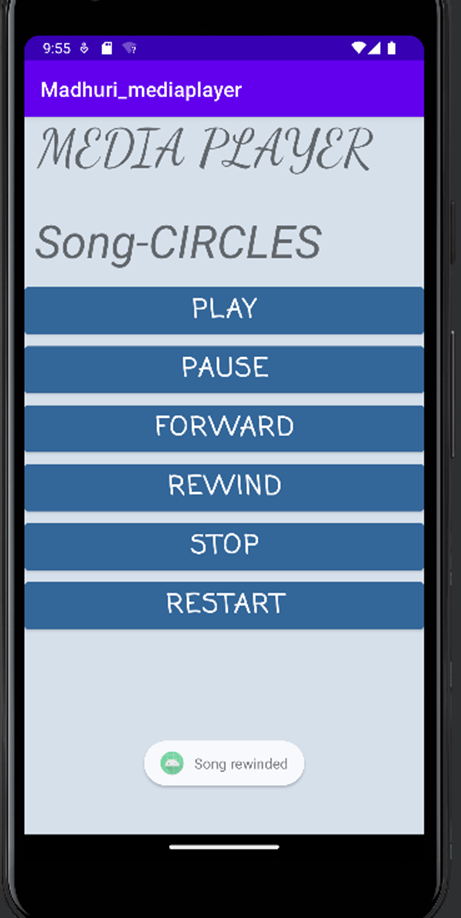 9:55
Madhuri_mediaplayer
MEDIA PLAYER
Song-CIRCLES
PLAY
PAUSE
FORWARD
REWIND
STOP
RESTART
Song rewinded